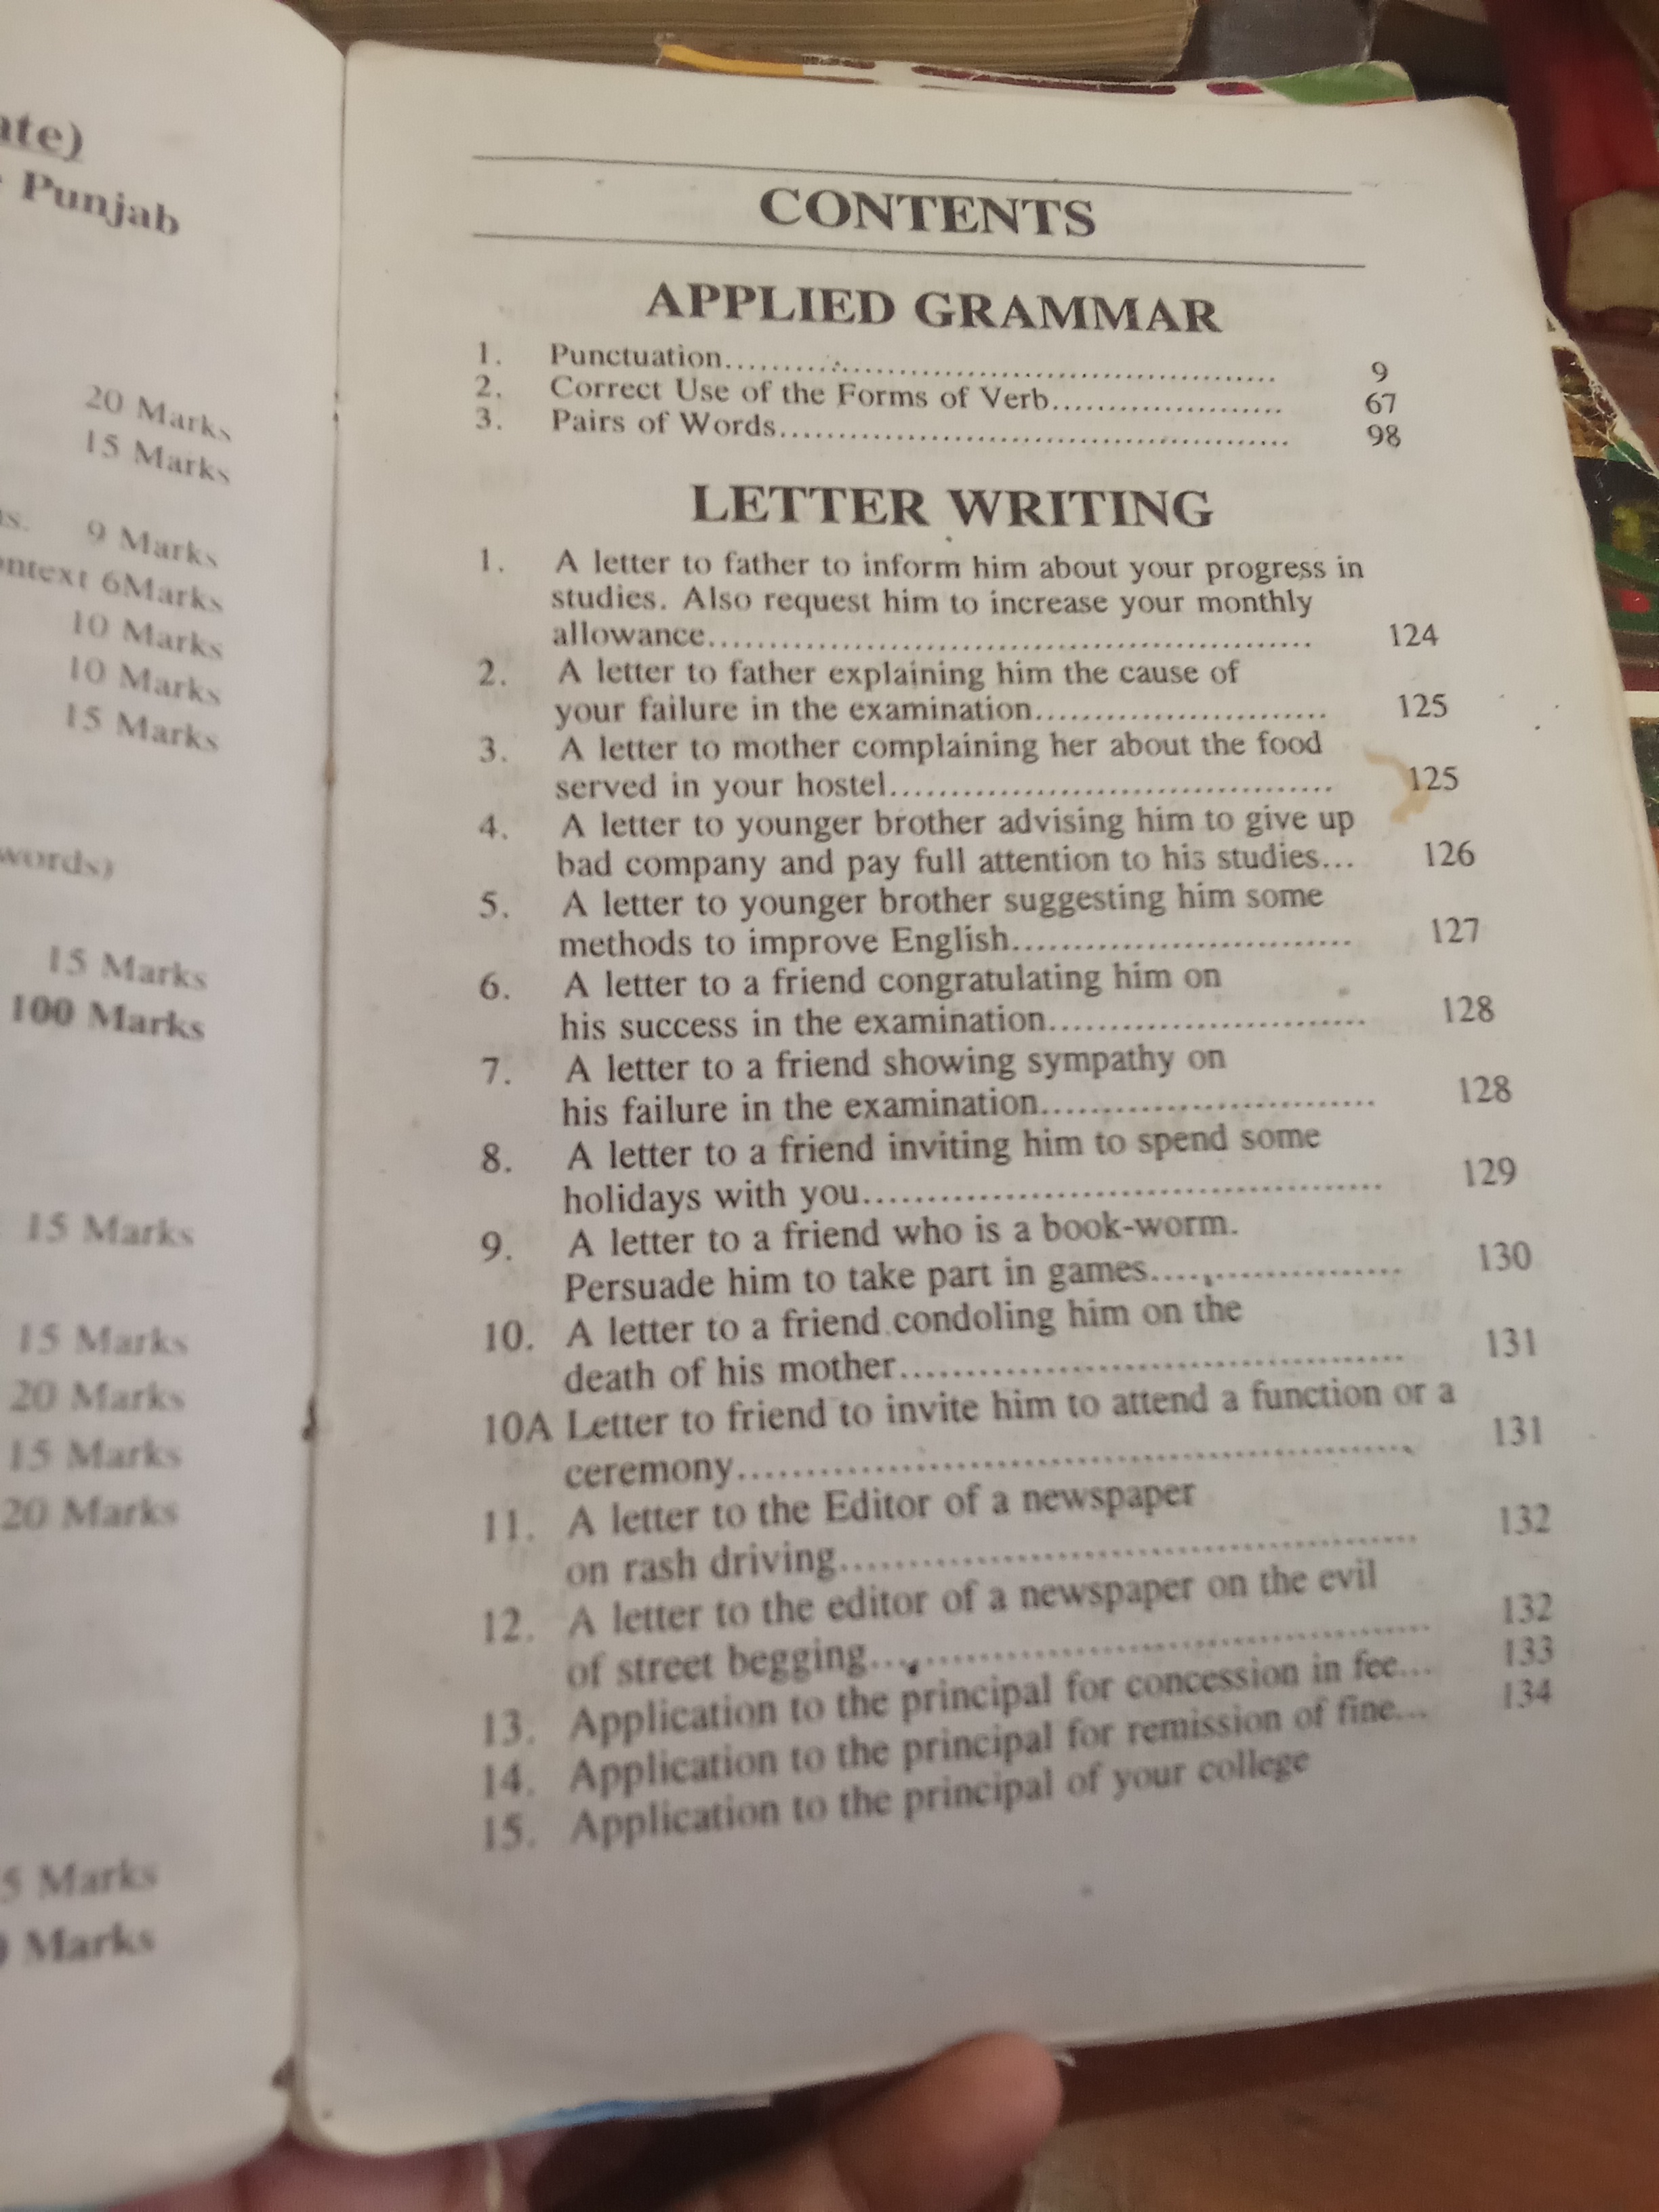 ate)
Punjab
20 Marks
15 Marks
9 Marks
ontext 6Marks
10 Marks
10 Marks
15 Marks
words)
15 Marks
100 Marks
15 Marks
15 Marks
20 Marks
15 Marks
20 Marks
5 Marks
Marks
CONTENTS
APPLIED GRAMMAR
1. Punctuation.................................................... 9
2. Correct Use of the Forms of Verb..................... 67
3. Pairs of Words............................................... 98
LETTER WRITING
1. A letter to father to inform him about your progress in
studies. Also request him to increase your monthly
allowance...................................................... 124
2. A letter to father explaining him the cause of
your failure in the examination......................... 125
3. A letter to mother complaining her about the food
served in your hostel...................................... 125
4. A letter to younger brother advising him to give up
bad company and pay full attention to his studies... 126
5. A letter to younger brother suggesting him some
methods to improve English............................. 127
6. A letter to a friend congratulating him on
his success in the examination.......................... 128
7. A letter to a friend showing sympathy on
his failure in the examination........................... 128
8. A letter to a friend inviting him to spend some
holidays with you.......................................... 129
9. A letter to a friend who is a book-worm.
Persuade him to take part in games.................... 130
10. A letter to a friend condoling him on the
death of his mother........................................ 131
10A Letter to friend to invite him to attend a function or a
ceremony..................................................... 131
11. A letter to the Editor of a newspaper
on rash driving.............................................. 132
12. A letter to the editor of a newspaper on the evil
of street begging........................................... 132
13. Application to the principal for concession in fee... 133
14. Application to the principal for remission of fine... 134
15. Application to the principal of your college